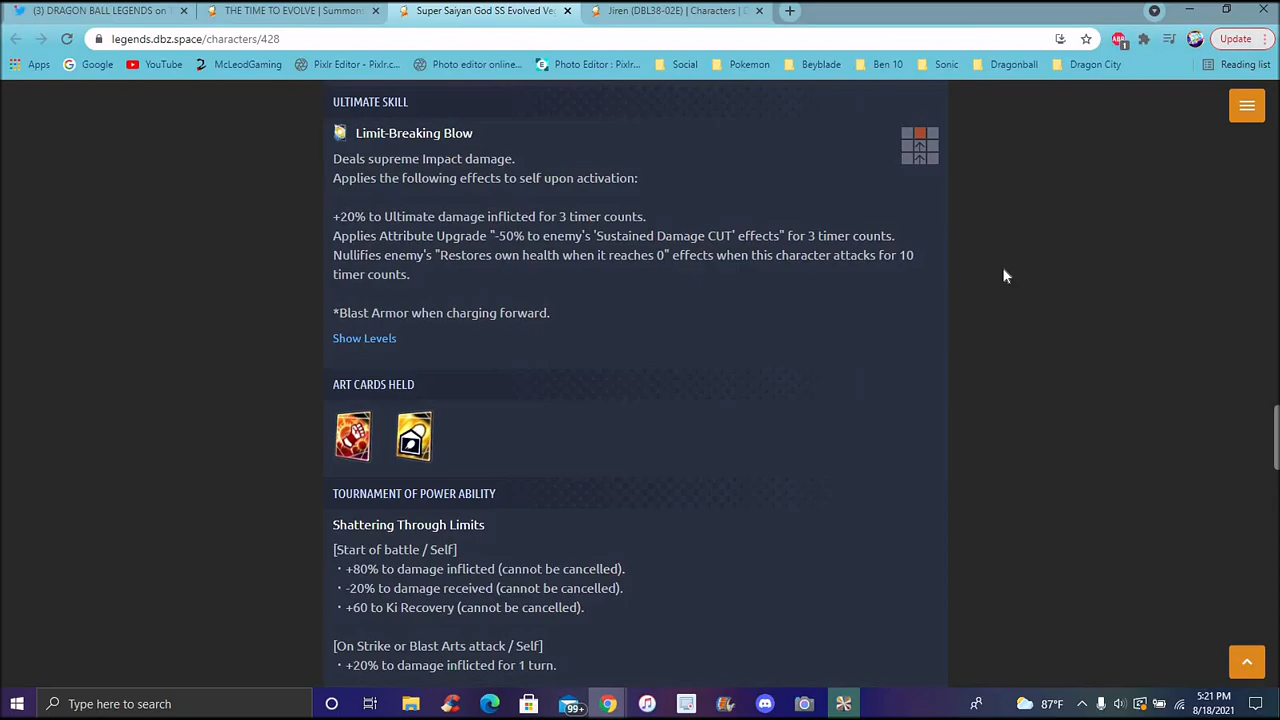 (3) DRAGON BALL LEGENDS on T
THE TIME TO EVOLVE | Summons
Super Saiyan God SS Evolved Ve
Jiren (DBL38-02E) | Characters | D
legends.dbz.space/characters/428
Update
Apps
Google
YouTube
McLeodGaming
Pixlr Editor - Pixlr.c...
Photo editor online...
Photo Editor : Pixlr...
Social
Pokemon
Beyblade
Ben 10
Sonic
Dragonball
Dragon City
Reading list
ULTIMATE SKILL
Limit-Breaking Blow
Deals supreme Impact damage.
Applies the following effects to self upon activation:
+20% to Ultimate damage inflicted for 3 timer counts.
Applies Attribute Upgrade "-50% to enemy's 'Sustained Damage CUT' effects" for 3 timer counts.
Nullifies enemy's "Restores own health when it reaches 0" effects when this character attacks for 10
timer counts.
*Blast Armor when charging forward.
Show Levels
ART CARDS HELD
TOURNAMENT OF POWER ABILITY
Shattering Through Limits
[Start of battle / Self]
・+80% to damage inflicted (cannot be cancelled).
・-20% to damage received (cannot be cancelled).
・+60 to Ki Recovery (cannot be cancelled).
[On Strike or Blast Arts attack / Self]
・+20% to damage inflicted for 1 turn.
Type here to search
99+
87°F
5:21 PM
8/18/2021